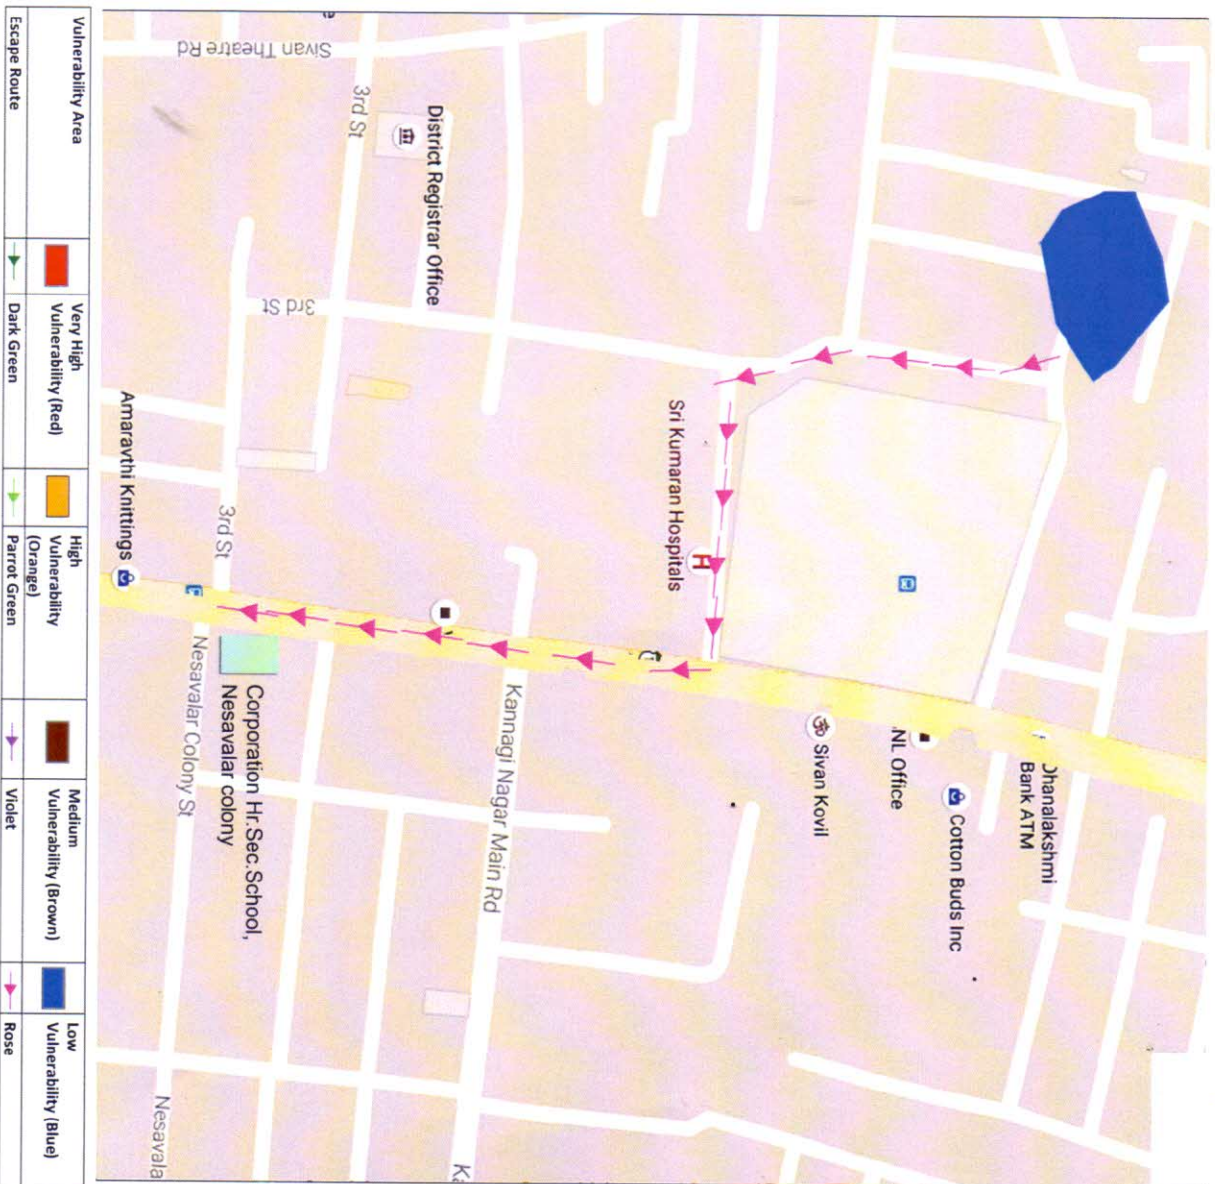 Sivan Theatre Rd
3rd St
District Registrar Office
3rd St
Dhanalakshmi
Bank ATM
Cotton Buds Inc
.NL Office
Sivan Kovil
Sri Kumaran Hospitals
H
Kannagi Nagar Main Rd
Ka
3rd St
Corporation Hr.Sec.School,
Nesavalar colony
Nesavalar Colony St
Nesavala
Amaravthi Knittings
Vulnerability Area
Very High
Vulnerability (Red)
High
Vulnerability
(Orange)
Medium
Vulnerability (Brown)
Low
Vulnerability (Blue)
Escape Route
Dark Green
Parrot Green
Violet
Rose